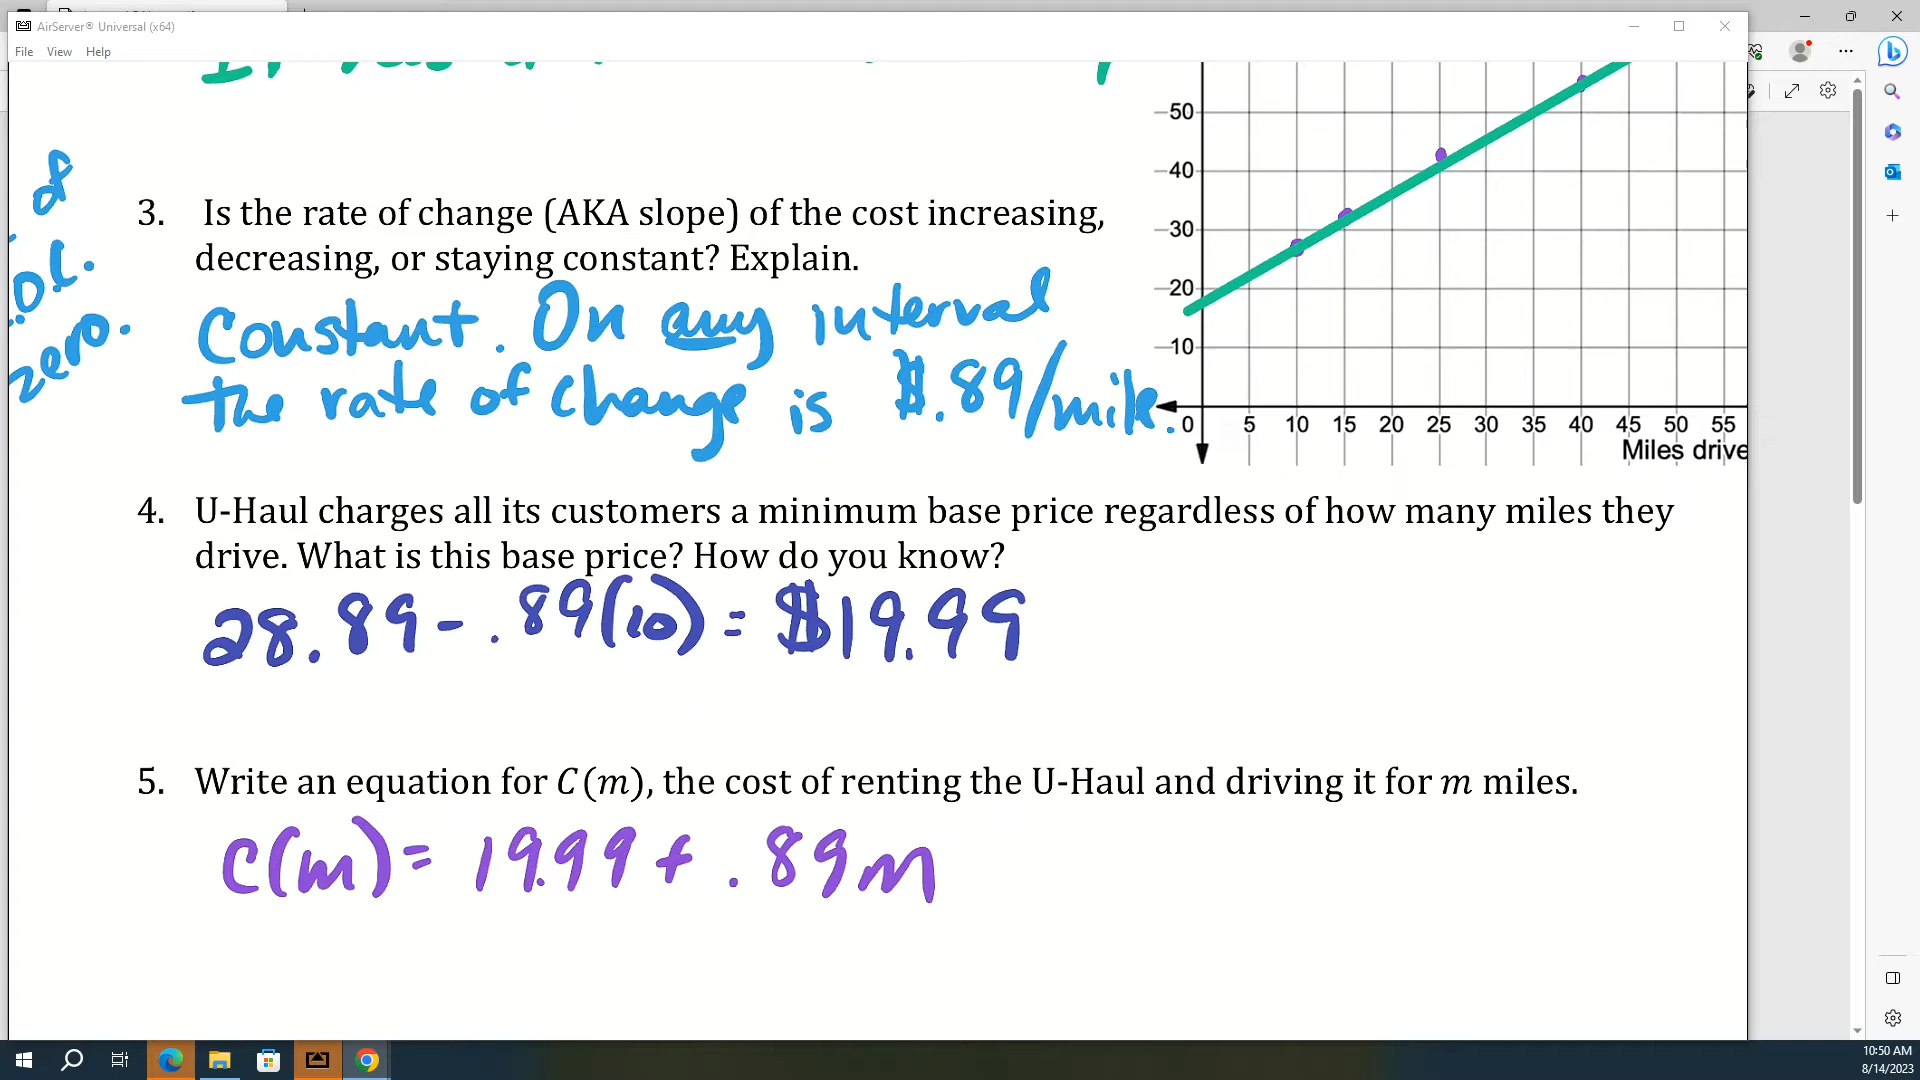 AirServer® Universal (x64)
File View Help
50
40
30
20
10
0 5 10 15 20 25 30 35 40 45 50 55
Miles drive
zero.
3. Is the rate of change (AKA slope) of the cost increasing,
decreasing, or staying constant? Explain.
Constant. On any interval
the rate of change is $.89/mile.
4. U-Haul charges all its customers a minimum base price regardless of how many miles they
drive. What is this base price? How do you know?
28.89 - .89(10) = $19.99
5. Write an equation for C(m), the cost of renting the U-Haul and driving it for m miles.
C(m) = 19.99 + .89m
10:50 AM
8/14/2023